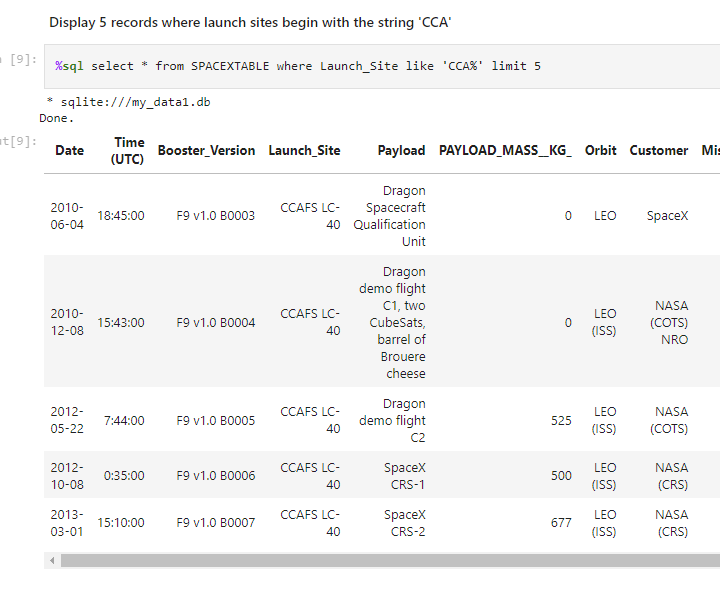 Display 5 records where launch sites begin with the string 'CCA'
[9]: %sql select * from SPACEXTABLE where Launch_Site like 'CCA%' limit 5
* sqlite:///my_data1.db
Done.
t[9]:
Date Time (UTC) Booster_Version Launch_Site Payload PAYLOAD_MASS__KG_ Orbit Customer Mis
2010-06-04 18:45:00 F9 v1.0 B0003 CCAFS LC-40 Dragon Spacecraft Qualification Unit 0 LEO SpaceX
2010-12-08 15:43:00 F9 v1.0 B0004 CCAFS LC-40 Dragon demo flight C1, two CubeSats, barrel of Brouere cheese 0 LEO (ISS) NASA (COTS) NRO
2012-05-22 7:44:00 F9 v1.0 B0005 CCAFS LC-40 Dragon demo flight C2 525 LEO (ISS) NASA (COTS)
2012-10-08 0:35:00 F9 v1.0 B0006 CCAFS LC-40 SpaceX CRS-1 500 LEO (ISS) NASA (CRS)
2013-03-01 15:10:00 F9 v1.0 B0007 CCAFS LC-40 SpaceX CRS-2 677 LEO (ISS) NASA (CRS)